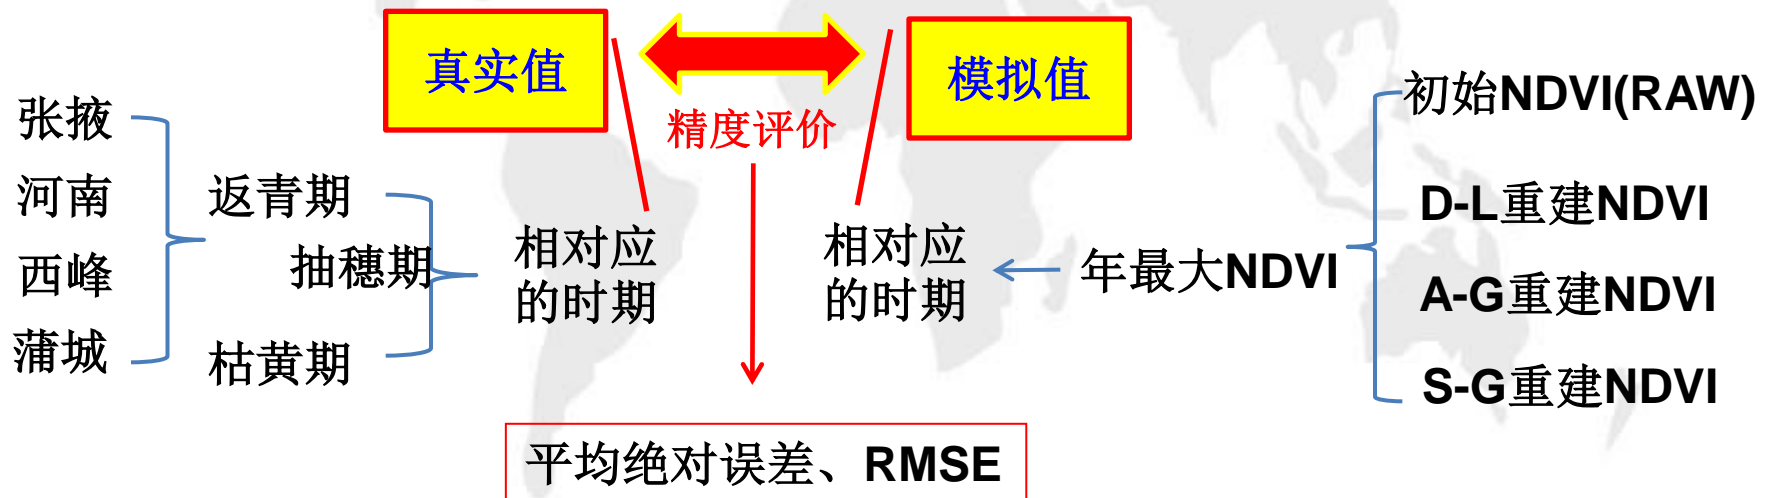 真实值
模拟值
精度评价
张掖
河南
西峰
蒲城
返青期
抽穗期
枯黄期
相对应
的时期
相对应
的时期
年最大NDVI
初始NDVI(RAW)
D-L重建NDVI
A-G重建NDVI
S-G重建NDVI
平均绝对误差、RMSE